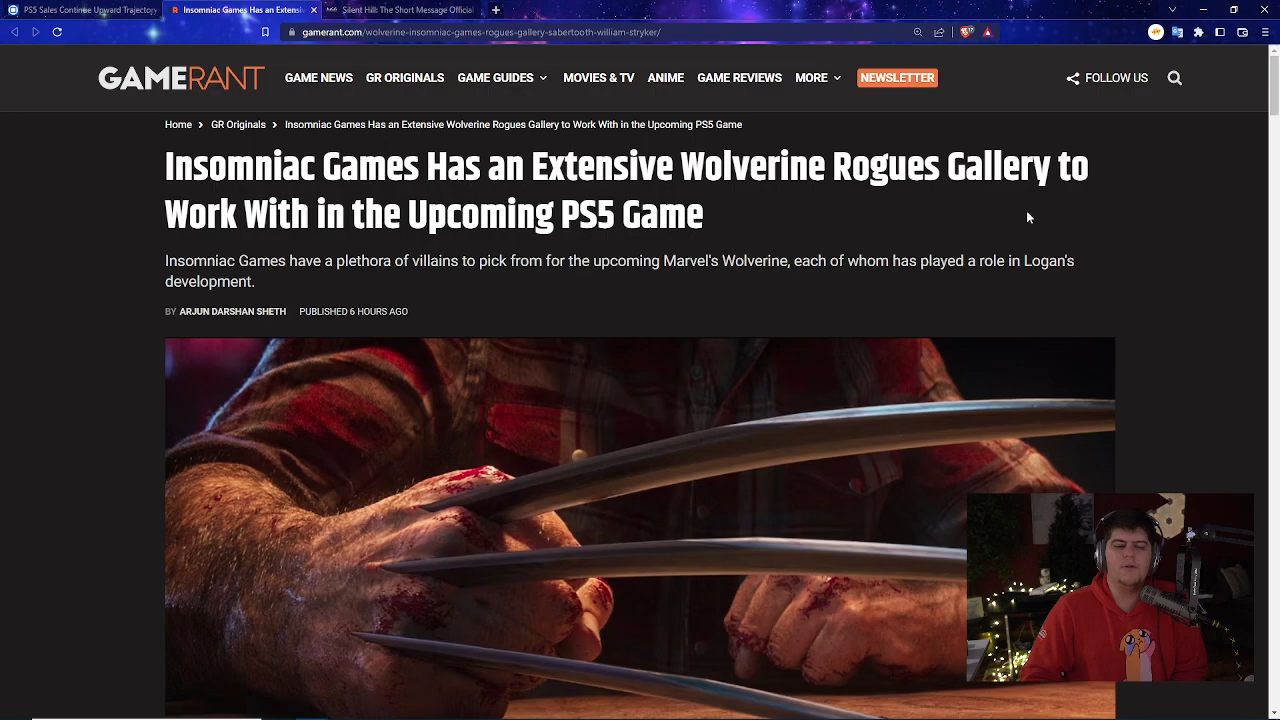 PS5 Sales Continue Upward Trajectory
Insomniac Games Has an Extensiv
Silent Hill: The Short Message Official
gamerant.com/wolverine-insomniac-games-rogues-gallery-sabertooth-william-stryker/
GAMERANT
GAME NEWS
GR ORIGINALS
GAME GUIDES
MOVIES & TV
ANIME
GAME REVIEWS
MORE
NEWSLETTER
FOLLOW US
Home > GR Originals > Insomniac Games Has an Extensive Wolverine Rogues Gallery to Work With in the Upcoming PS5 Game
Insomniac Games Has an Extensive Wolverine Rogues Gallery to
Work With in the Upcoming PS5 Game
Insomniac Games have a plethora of villains to pick from for the upcoming Marvel's Wolverine, each of whom has played a role in Logan's
development.
BY ARJUN DARSHAN SHETH PUBLISHED 6 HOURS AGO